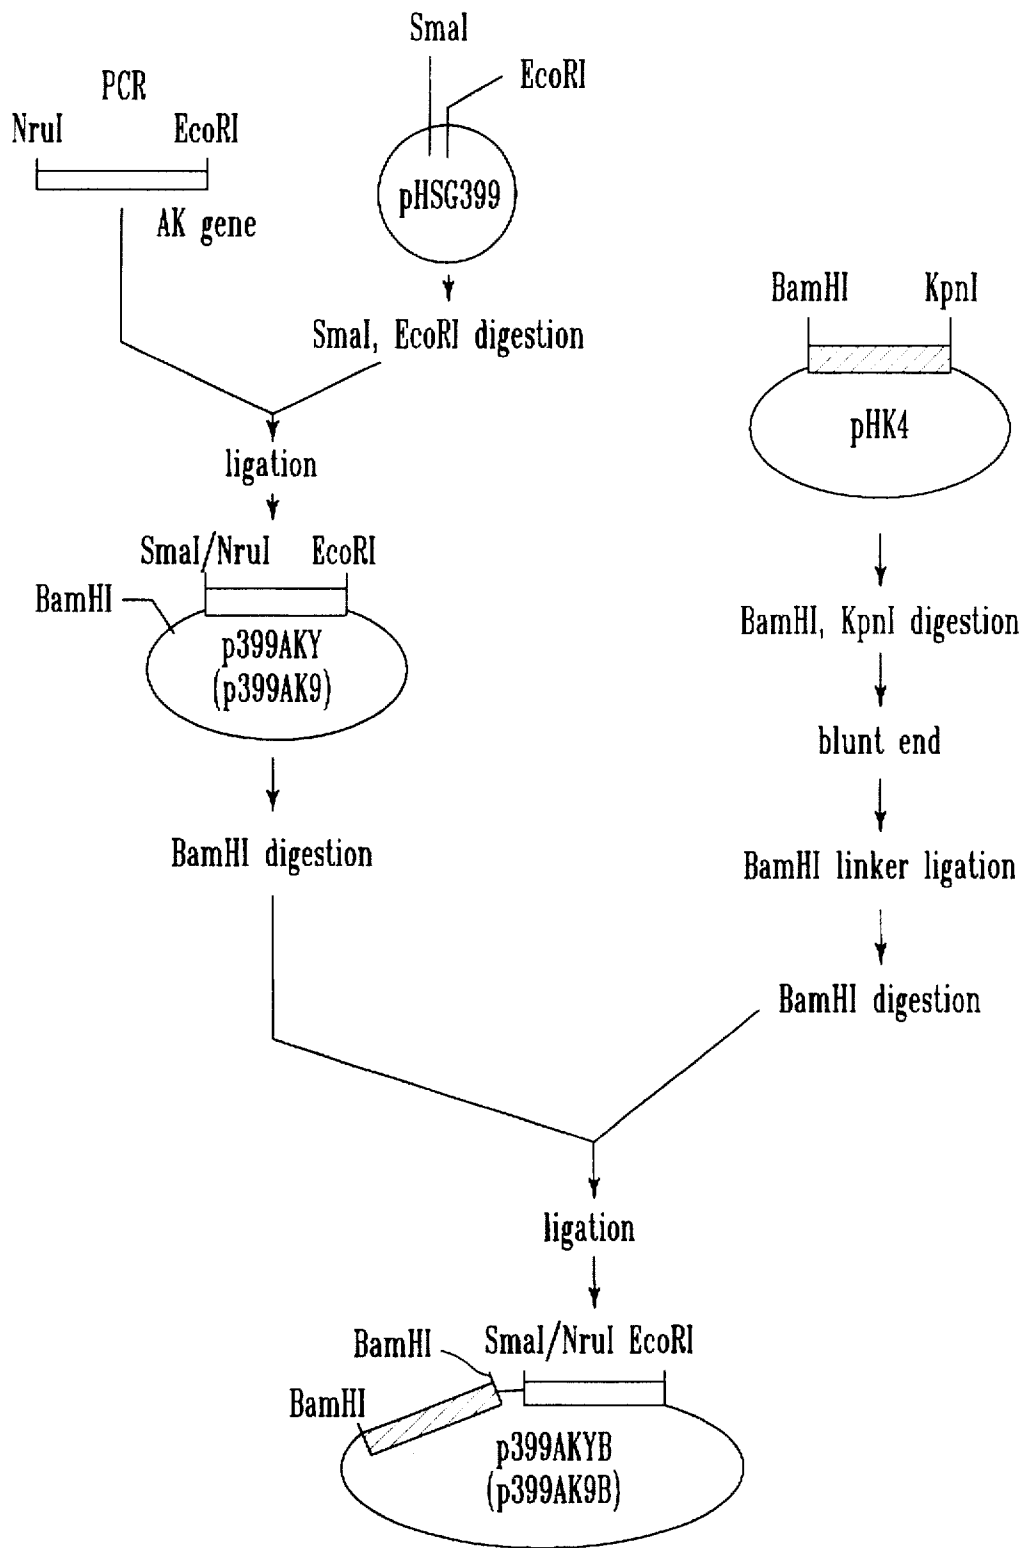 SmaI
EcoRI
PCR
NruI EcoRI
AK gene
pHSG399
SmaI, EcoRI digestion
ligation
SmaI/NruI EcoRI
BamHI
p399AKY
(p399AK9)
BamHI digestion
BamHI KpnI
pHK4
BamHI, KpnI digestion
blunt end
BamHI linker ligation
BamHI digestion
ligation
BamHI SmaI/NruI EcoRI
BamHI
p399AKYB
(p399AK9B)